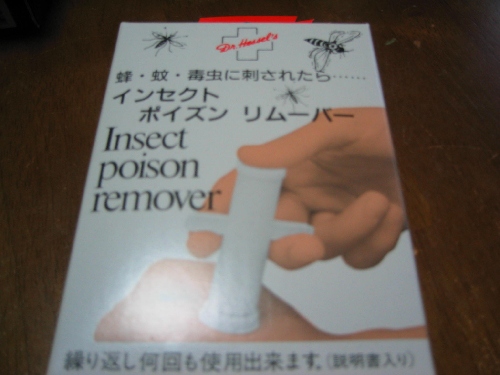 Dr. Hessel's
蜂・蚊・毒虫に刺されたら……
インセクト
ポイズン リムーバー
Insect
poison
remover
繰り返し何回も使用出来ます。(説明書入り)